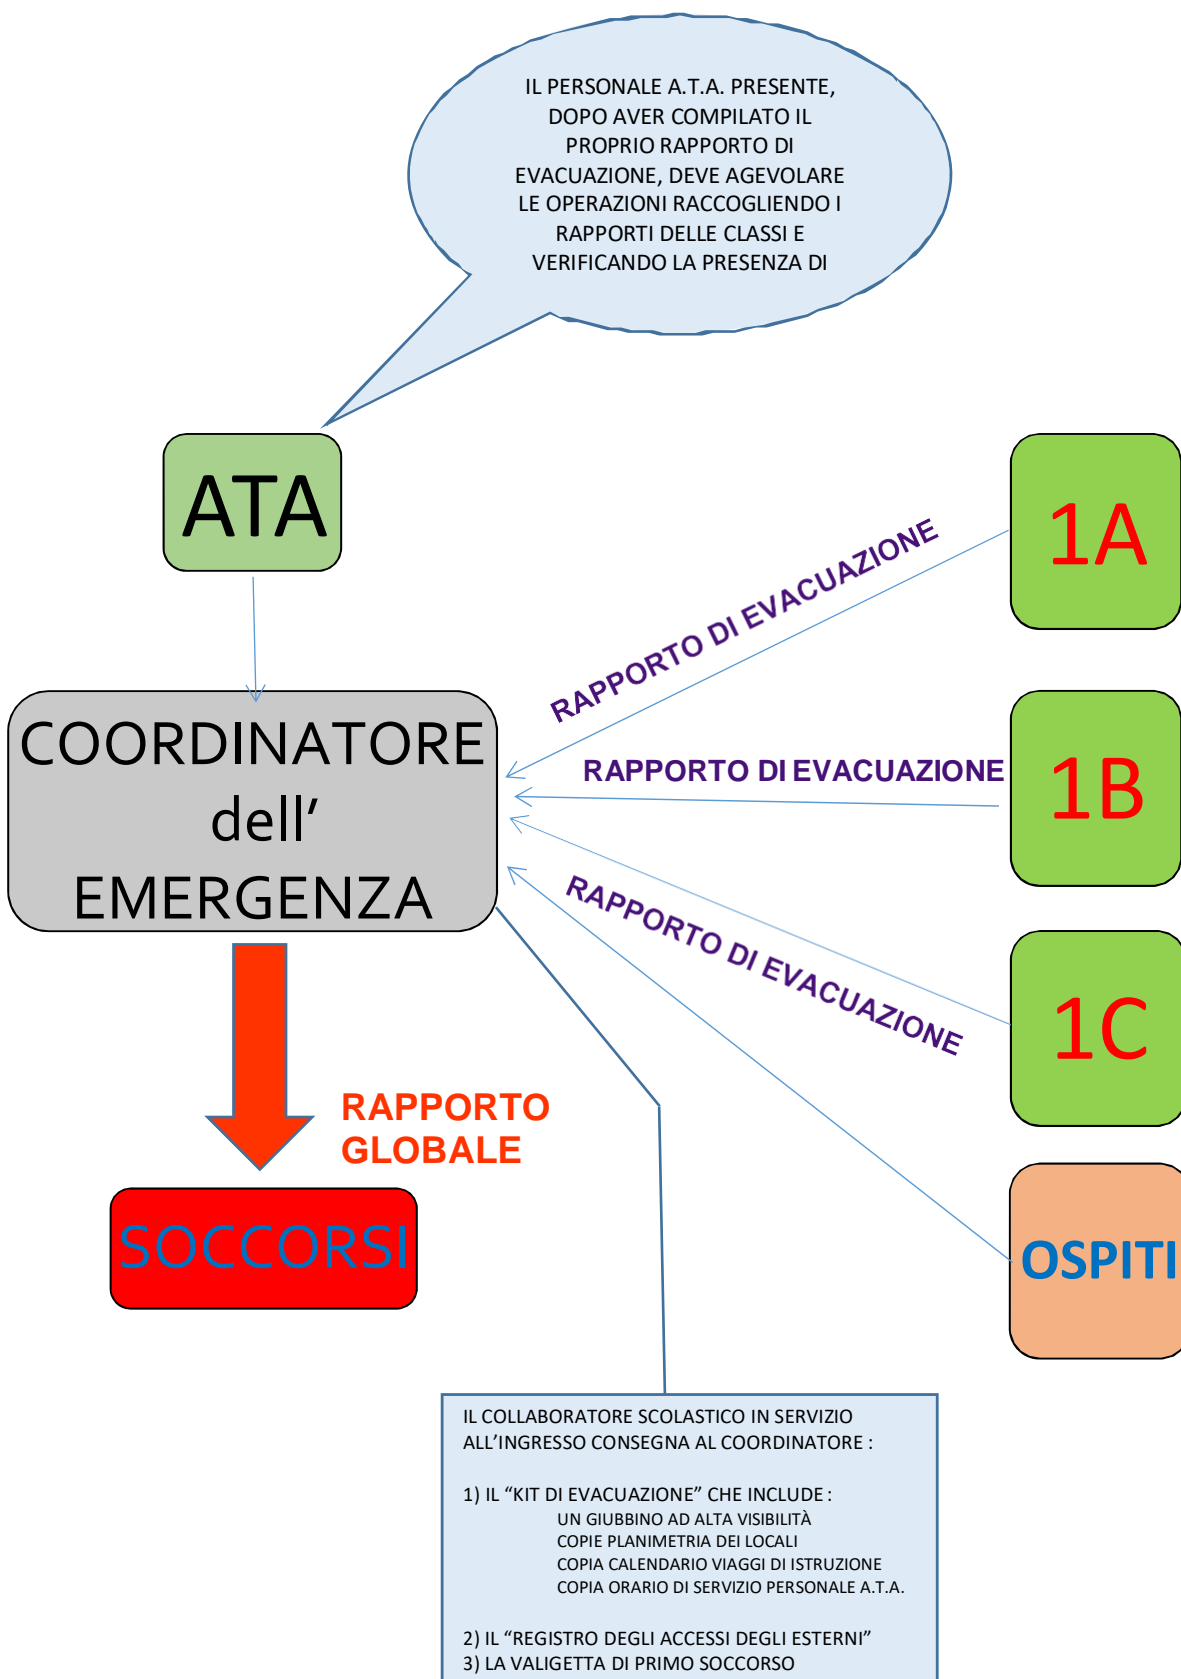 IL PERSONALE A.T.A. PRESENTE,
DOPO AVER COMPILATO IL
PROPRIO RAPPORTO DI
EVACUAZIONE, DEVE AGEVOLARE
LE OPERAZIONI RACCOGLIENDO I
RAPPORTI DELLE CLASSI E
VERIFICANDO LA PRESENZA DI
ATA
1A
RAPPORTO DI EVACUAZIONE
COORDINATORE
dell’
EMERGENZA
RAPPORTO DI EVACUAZIONE
1B
RAPPORTO DI EVACUAZIONE
1C
RAPPORTO
GLOBALE
SOCCORSI
OSPITI
IL COLLABORATORE SCOLASTICO IN SERVIZIO
ALL’INGRESSO CONSEGNA AL COORDINATORE :
1) IL “KIT DI EVACUAZIONE” CHE INCLUDE :
UN GIUBBINO AD ALTA VISIBILITÀ
COPIE PLANIMETRIA DEI LOCALI
COPIA CALENDARIO VIAGGI DI ISTRUZIONE
COPIA ORARIO DI SERVIZIO PERSONALE A.T.A.
2) IL “REGISTRO DEGLI ACCESSI DEGLI ESTERNI”
3) LA VALIGETTA DI PRIMO SOCCORSO